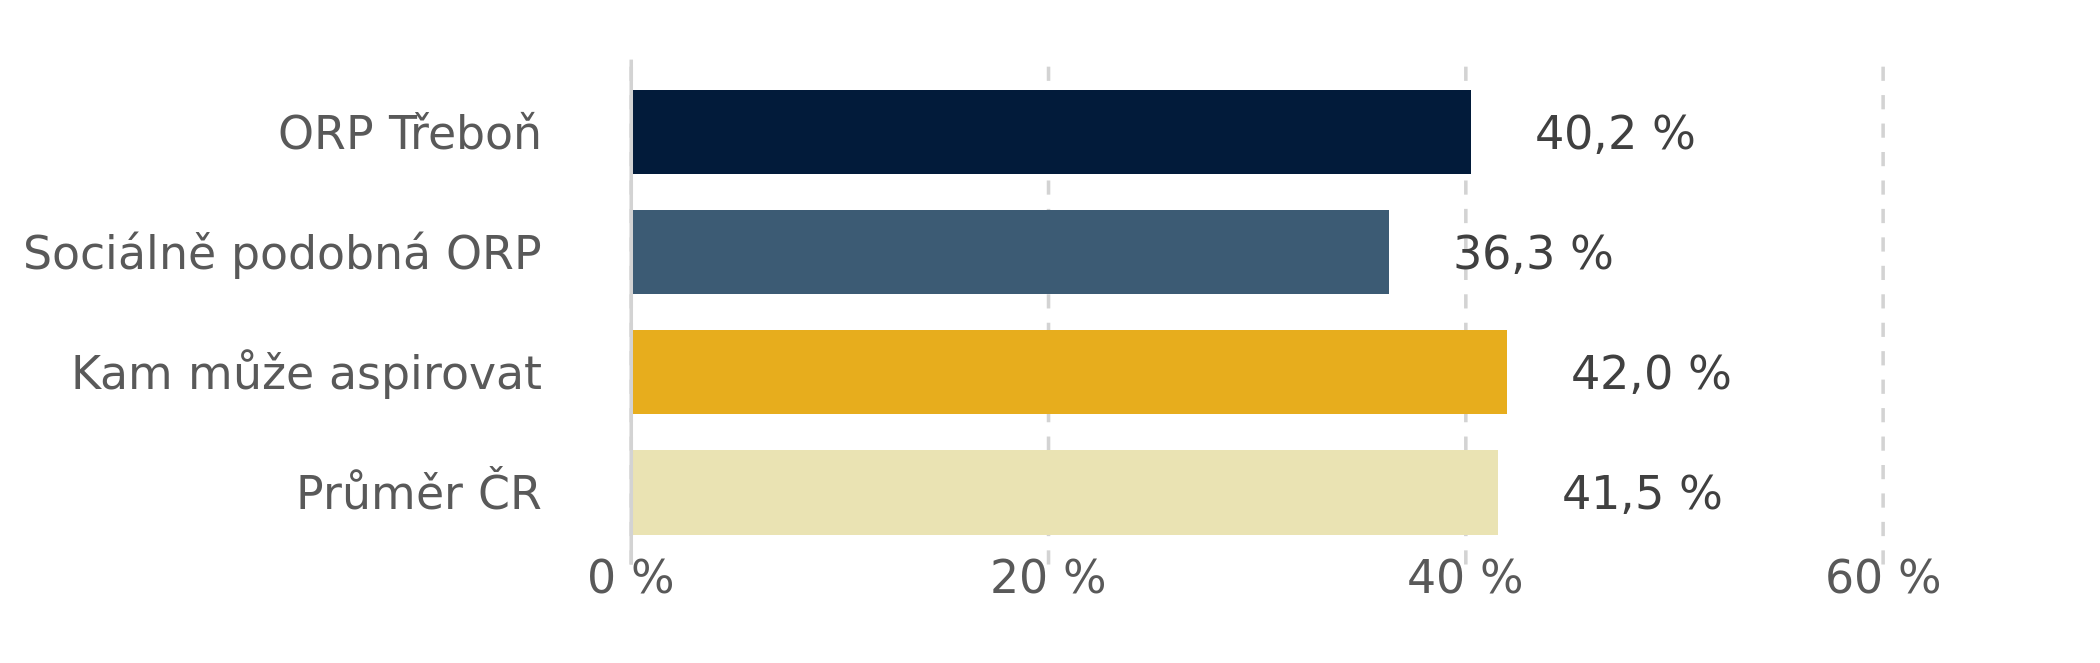 ORP Třeboň
40,2 %
Sociálně podobná ORP
36,3 %
Kam může aspirovat
42,0 %
Průměr ČR
41,5 %
0 %
20 %
40 %
60 %